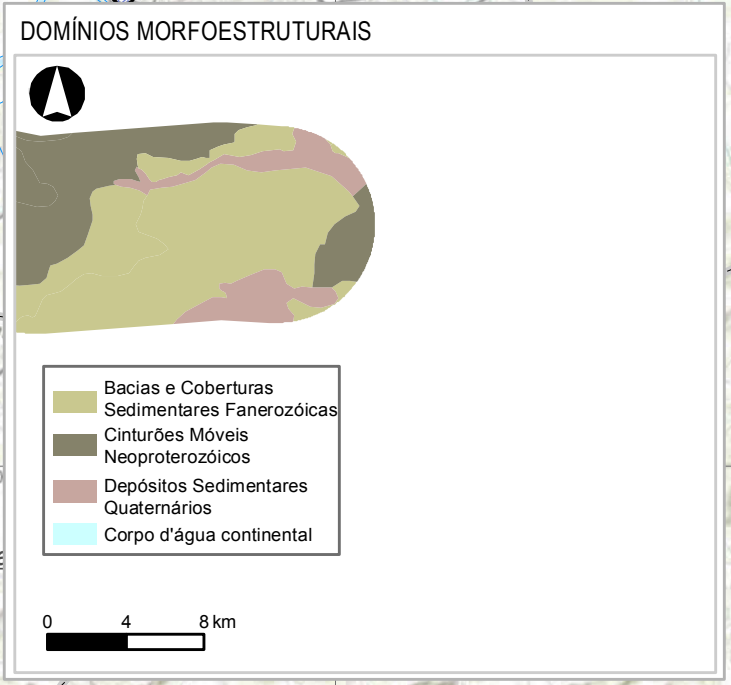 DOMÍNIOS MORFOESTRUTURAIS
Bacias e Coberturas
Sedimentares Fanerozóicas
Cinturões Móveis
Neoproterozóicos
Depósitos Sedimentares
Quaternários
Corpo d'água continental
0 4 8 km